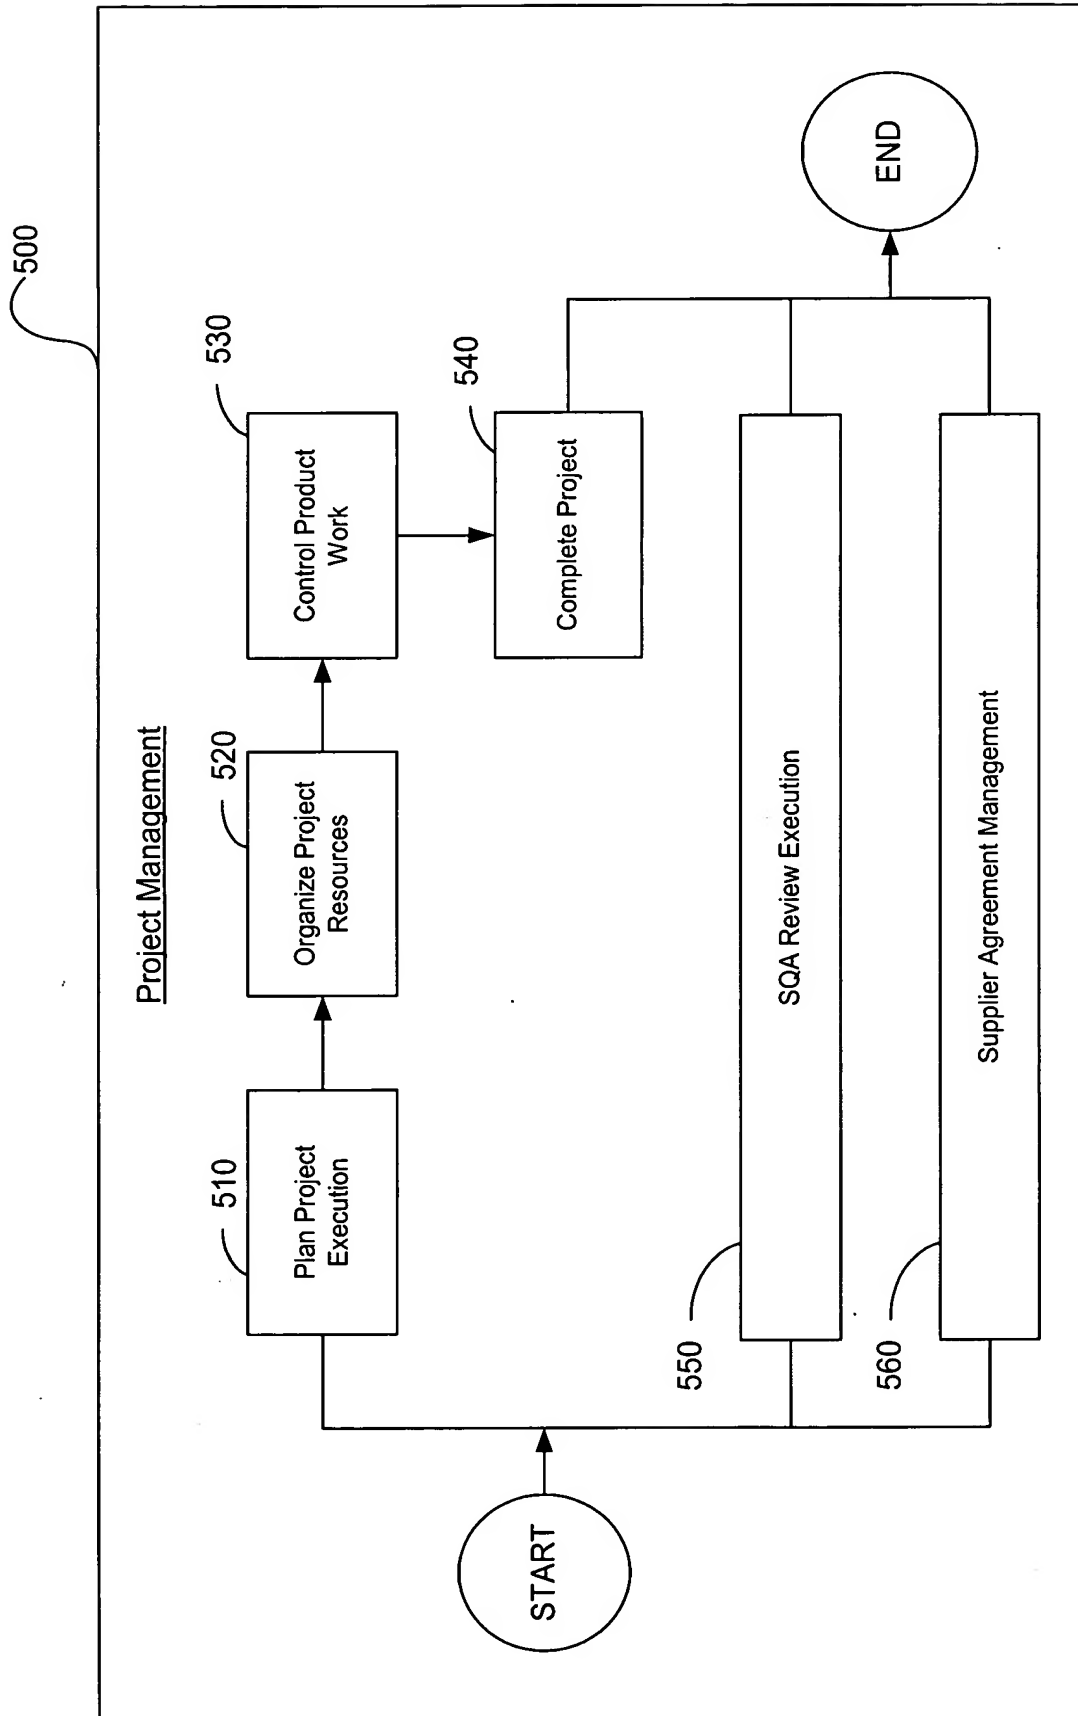 500
Project Management
510
Plan Project
Execution
520
Organize Project
Resources
530
Control Product
Work
540
Complete Project
START
550
SQA Review Execution
560
Supplier Agreement Management
END